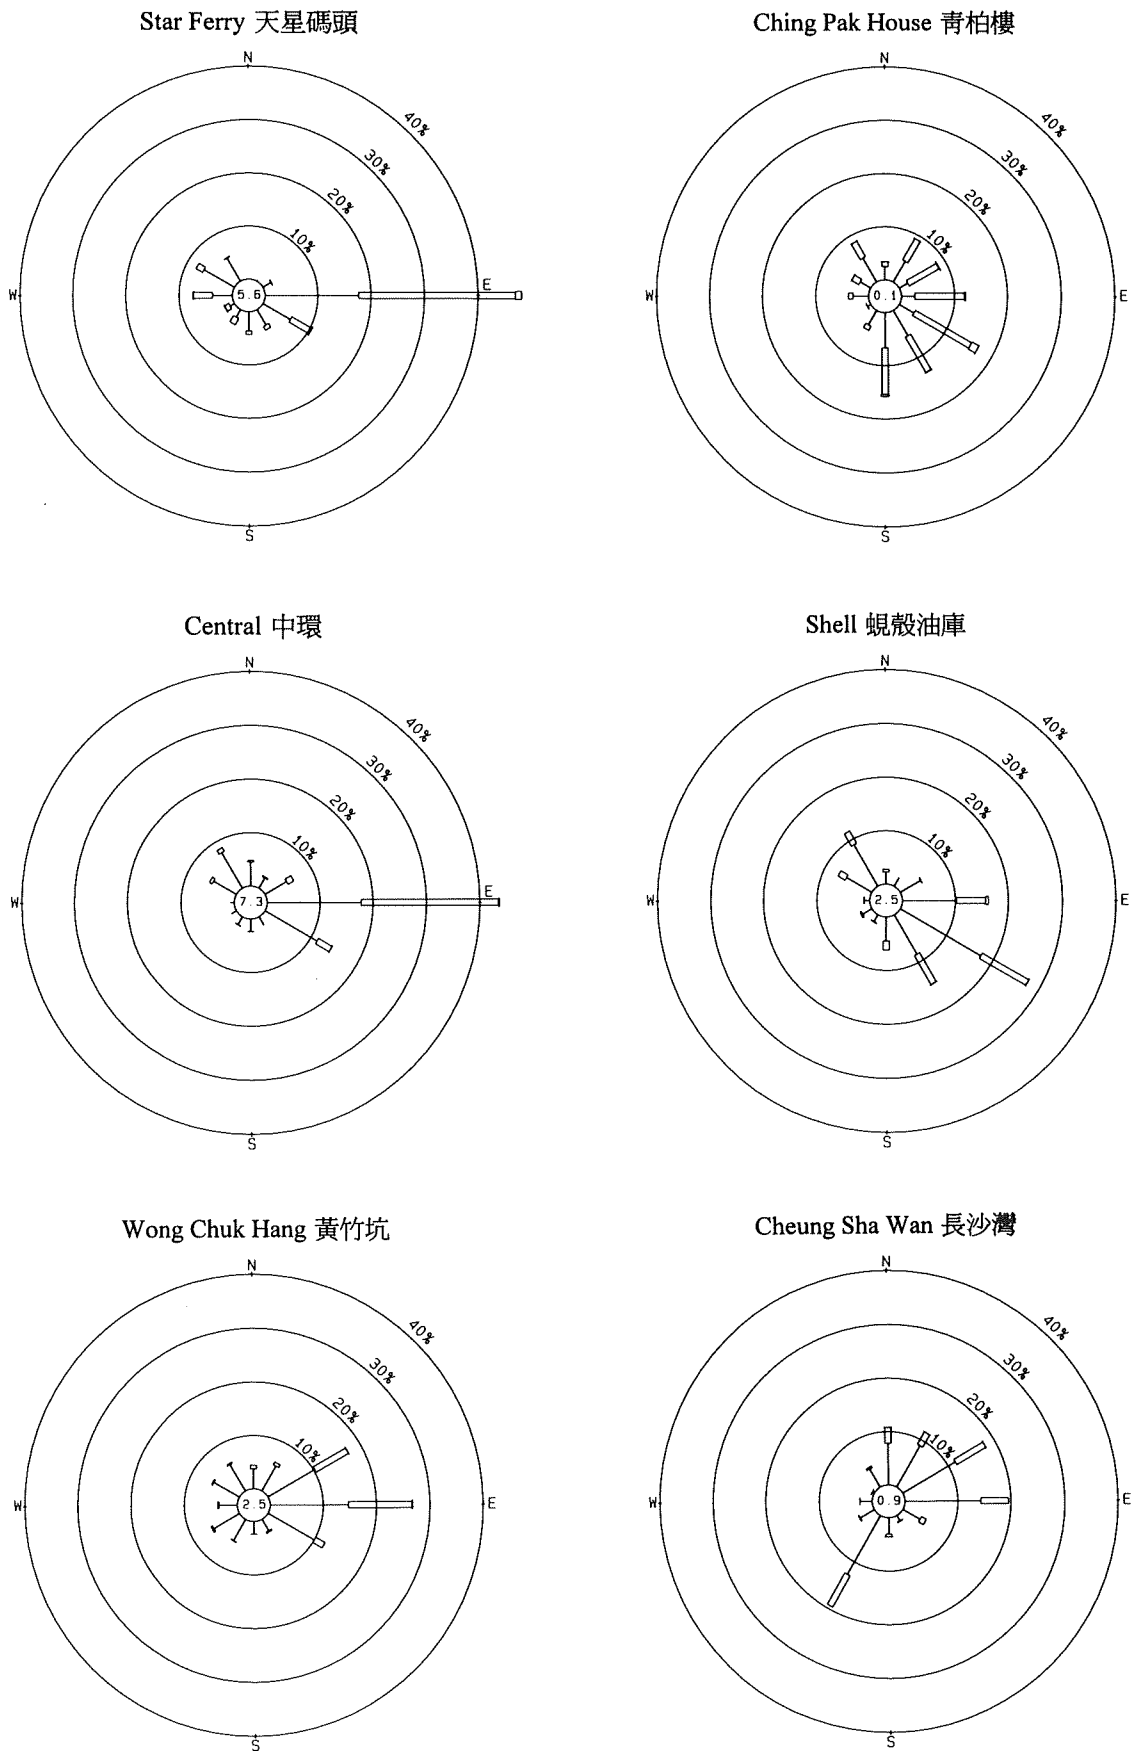 Star Ferry 天星碼頭
N
40%
30%
20%
10%
W
5.6
E
S
Ching Pak House 青柏樓
N
40%
30%
20%
10%
W
0.1
E
S
Central 中環
N
40%
30%
20%
10%
W
7.3
E
S
Shell 蜆殼油庫
N
40%
30%
20%
10%
W
2.5
E
S
Wong Chuk Hang 黃竹坑
N
40%
30%
20%
10%
W
2.5
E
S
Cheung Sha Wan 長沙灣
N
40%
30%
20%
10%
W
0.9
E
S